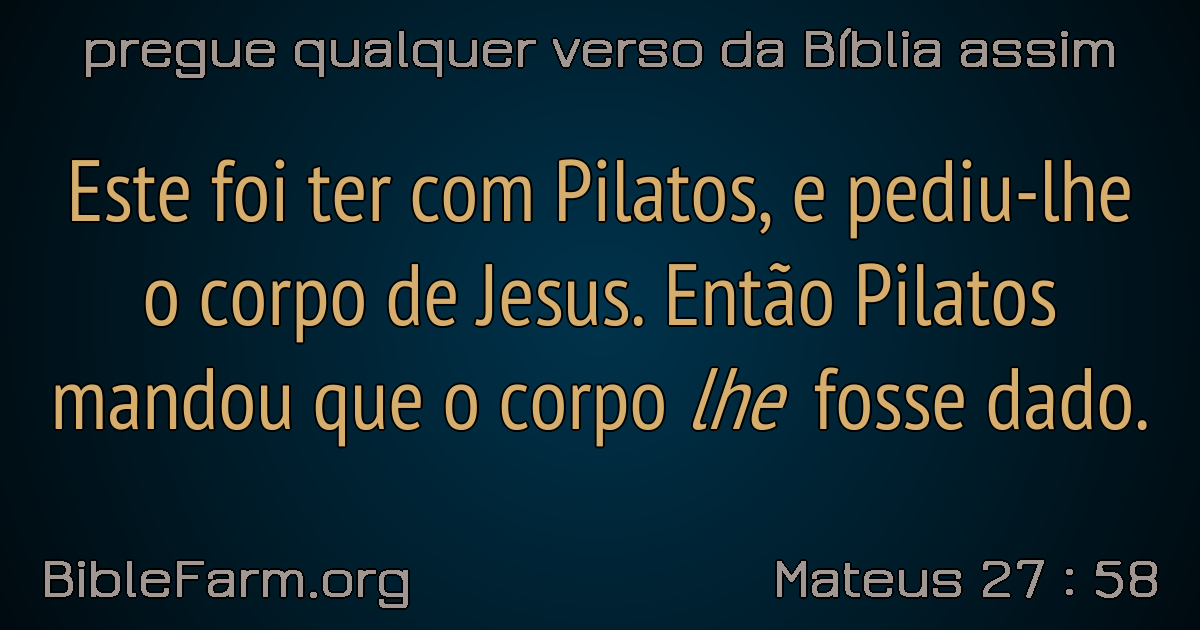 pregue qualquer verso da Bíblia assim
Este foi ter com Pilatos, e pediu-lhe
o corpo de Jesus. Então Pilatos
mandou que o corpo lhe fosse dado.
BibleFarm.org
Mateus 27 : 58